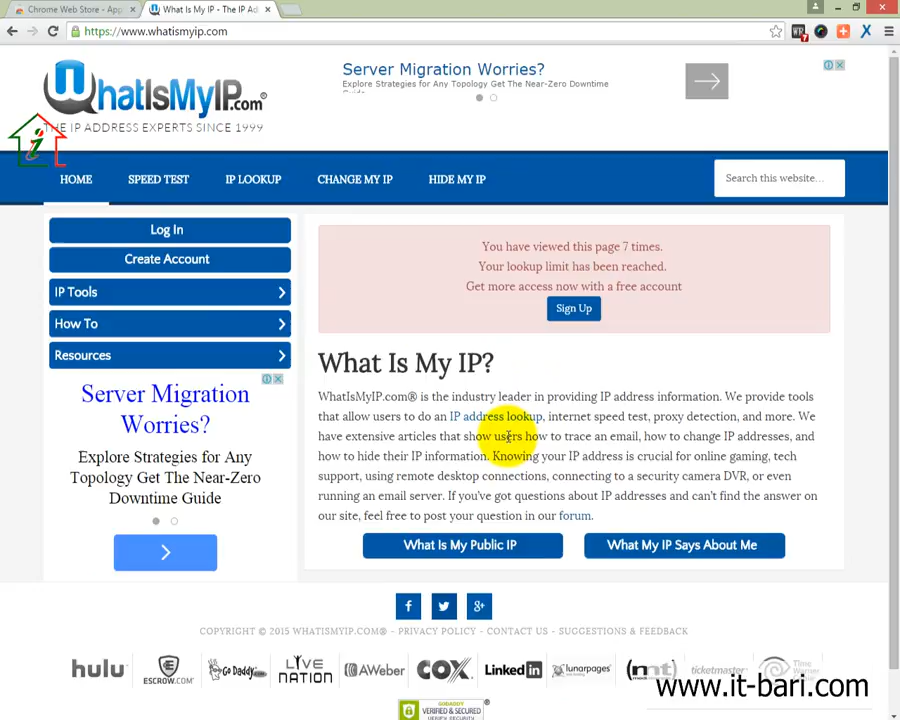 Chrome Web Store - App
What Is My IP - The IP Ad
https://www.whatismyip.com
WhatIsMyIP.com®
THE IP ADDRESS EXPERTS SINCE 1999
Server Migration Worries?
Explore Strategies for Any Topology Get The Near-Zero Downtime
HOME SPEED TEST IP LOOKUP CHANGE MY IP HIDE MY IP
Search this website...
Log In
Create Account
IP Tools
How To
Resources
Server Migration
Worries?
Explore Strategies for Any
Topology Get The Near-Zero
Downtime Guide
You have viewed this page 7 times.
Your lookup limit has been reached.
Get more access now with a free account
Sign Up
What Is My IP?
WhatIsMyIP.com® is the industry leader in providing IP address information. We provide tools
that allow users to do an IP address lookup, internet speed test, proxy detection, and more. We
have extensive articles that show users how to trace an email, how to change IP addresses, and
how to hide their IP information. Knowing your IP address is crucial for online gaming, tech
support, using remote desktop connections, connecting to a security camera DVR, or even
running an email server. If you've got questions about IP addresses and can't find the answer on
our site, feel free to post your question in our forum.
What Is My Public IP
What My IP Says About Me
COPYRIGHT © 2015 WHATISMYIP.COM® - PRIVACY POLICY - CONTACT US - SUGGESTIONS & FEEDBACK
hulu
ESCROW.COM
Go Daddy
LIVE NATION
AWeber
COX
LinkedIn
lunarpages
(mt)
ticketmaster
Time Warner
www.it-bari.com
GODADDY
VERIFIED & SECURED